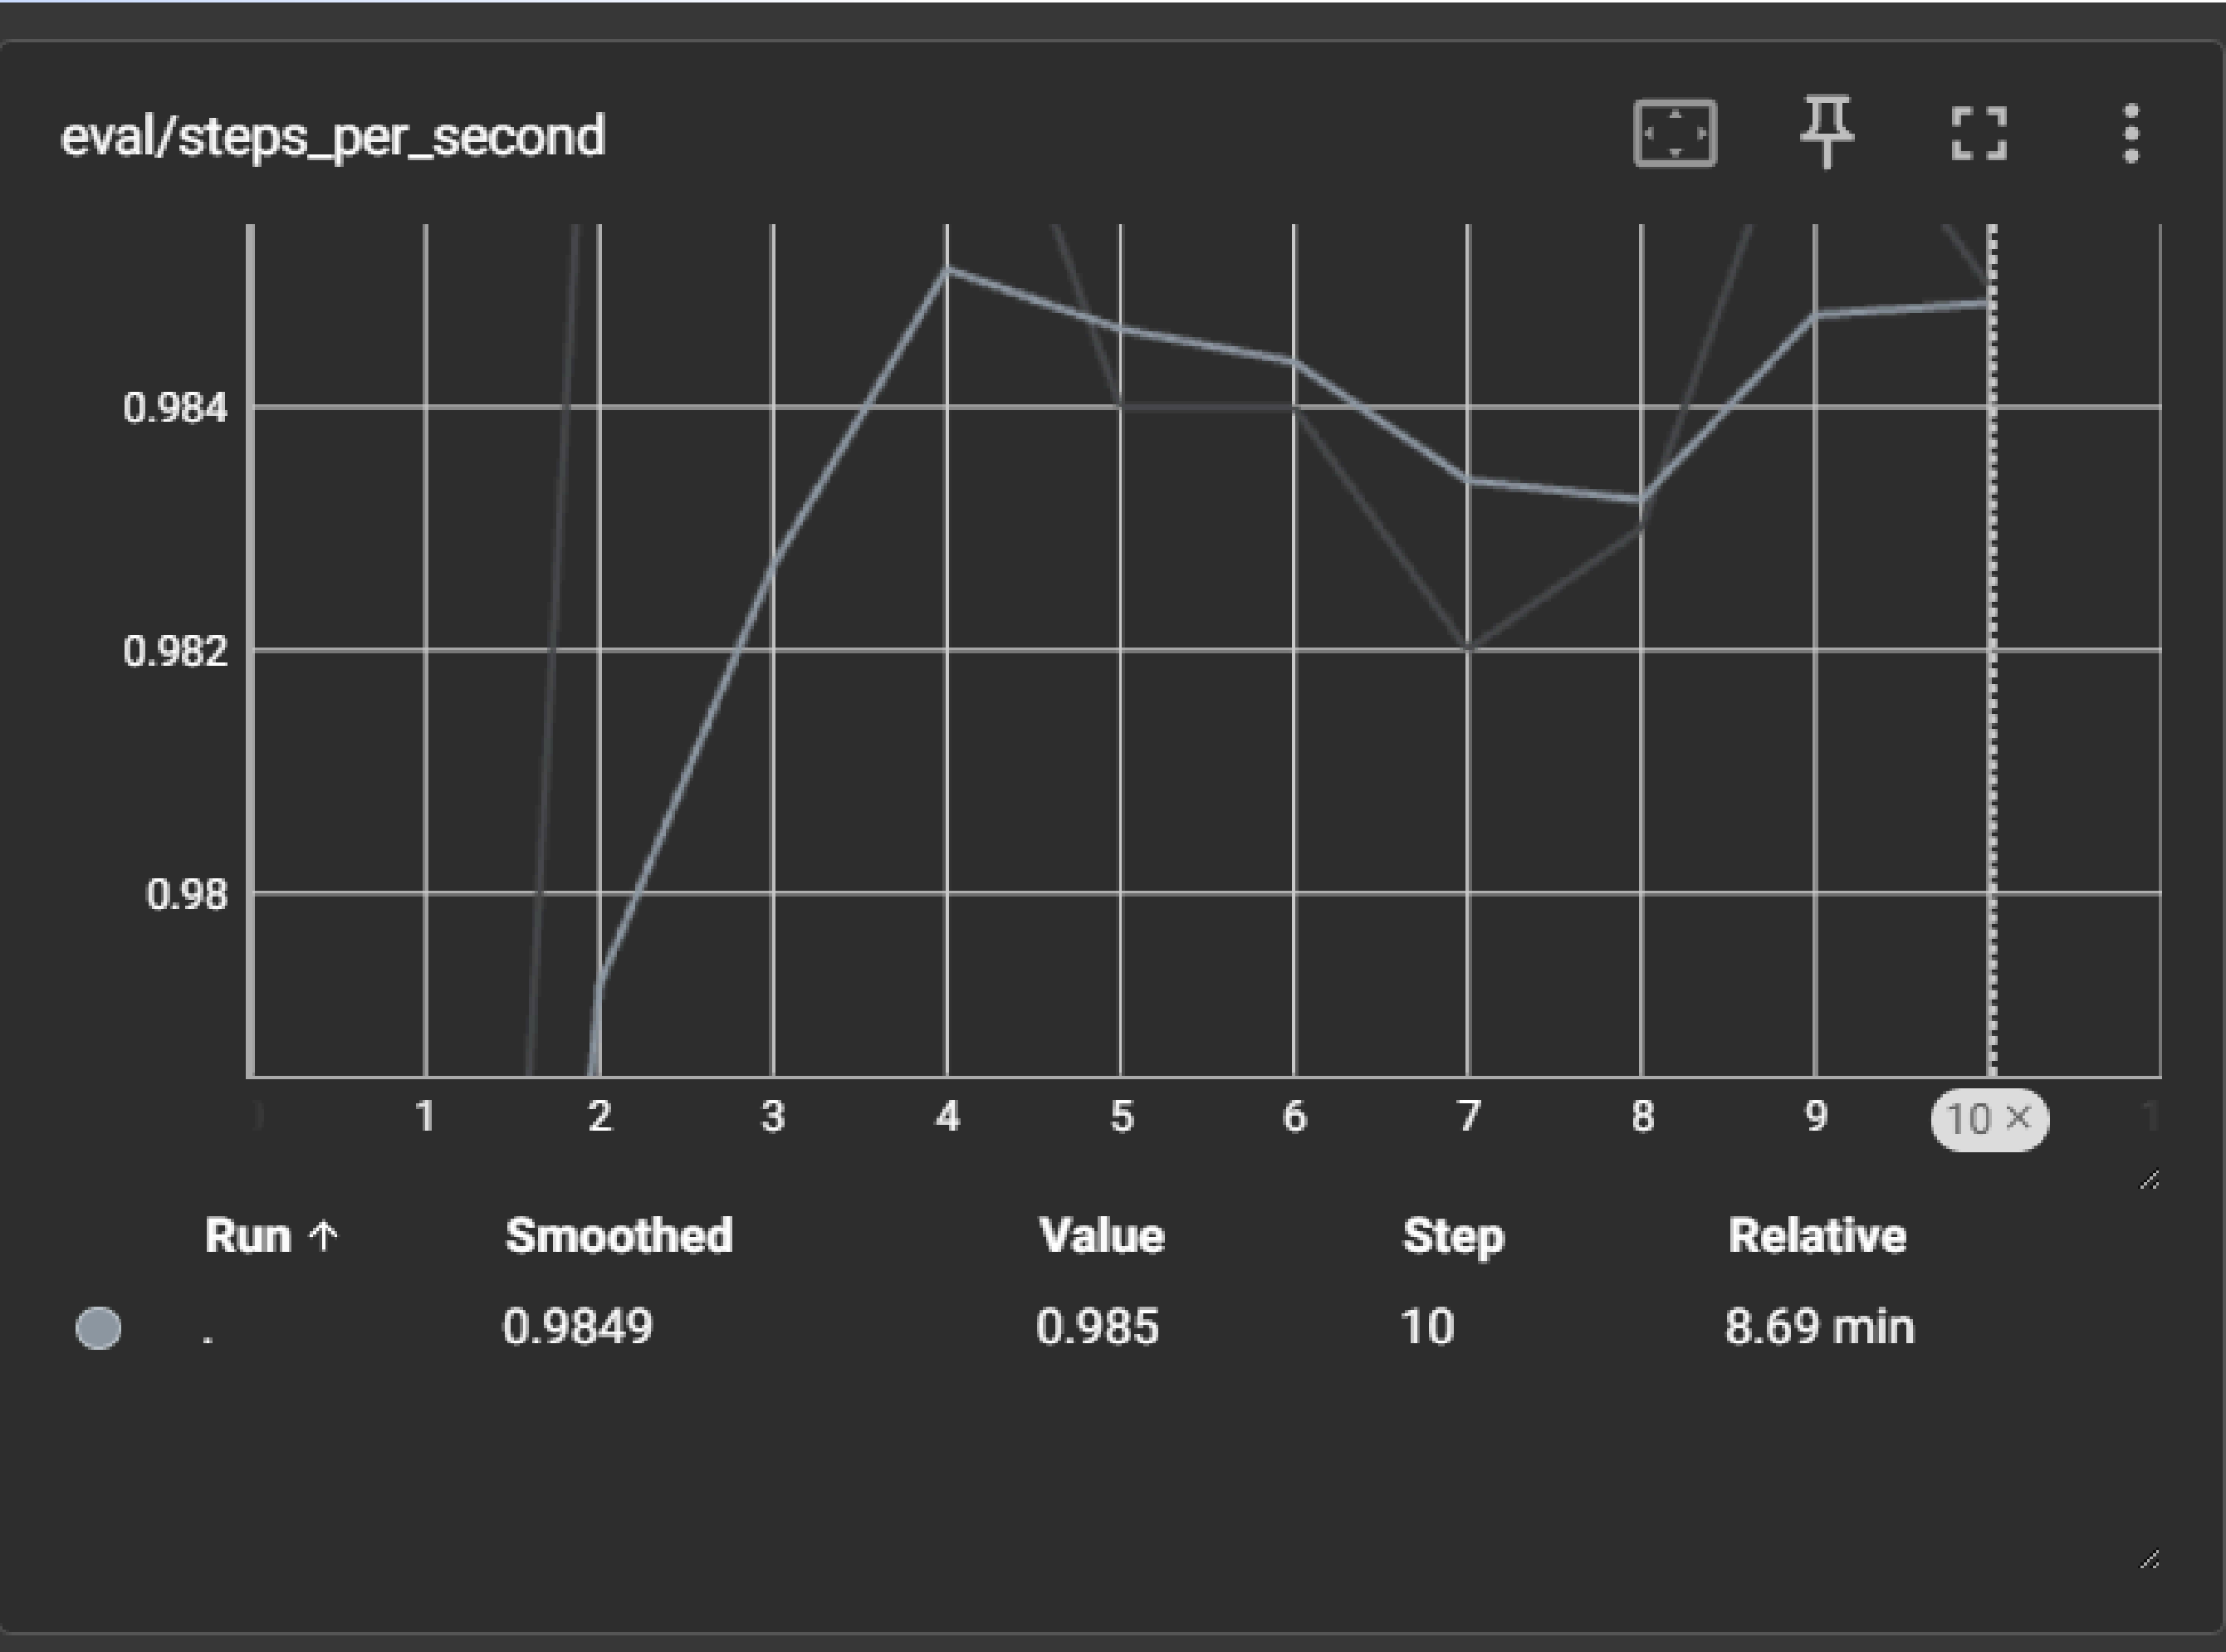 eval/steps_per_second
0.984
0.982
0.98
1 2 3 4 5 6 7 8 9 10 ×
Run ↑ Smoothed Value Step Relative
. 0.9849 0.985 10 8.69 min